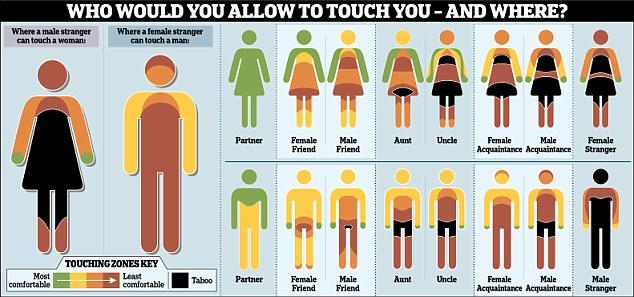 WHO WOULD YOU ALLOW TO TOUCH YOU – AND WHERE?
Where a male stranger
can touch a woman:
Where a female stranger
can touch a man:
Partner
Female
Friend
Male
Friend
Aunt
Uncle
Female
Acquaintance
Male
Acquaintance
Female
Stranger
Partner
Female
Friend
Male
Friend
Aunt
Uncle
Female
Acquaintance
Male
Acquaintance
Male
Stranger
TOUCHING ZONES KEY
Most
comfortable
Least
comfortable
Taboo